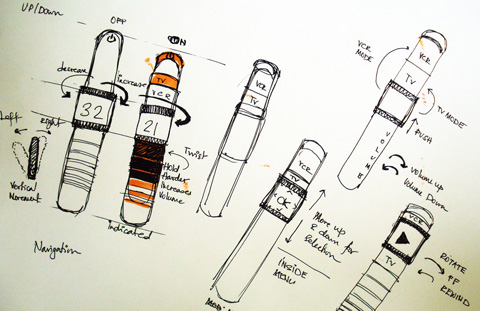 UP/Down
OFF
ON
decrease
increase
TV
VCR
32
21
Left
Right
Vertical
Movement
Twist
Hold
Harder
Increases
Volume
Indicated
Navigation
VCR
TV
VCR
TV
OK
Move up
& down for
selection
INSIDE
MENU
VCR
MODE
VCR
TV
TV MODE
PUSH
VOLUME
Volume up
Volume Down
VCR
TV
ROTATE
FF
REWIND